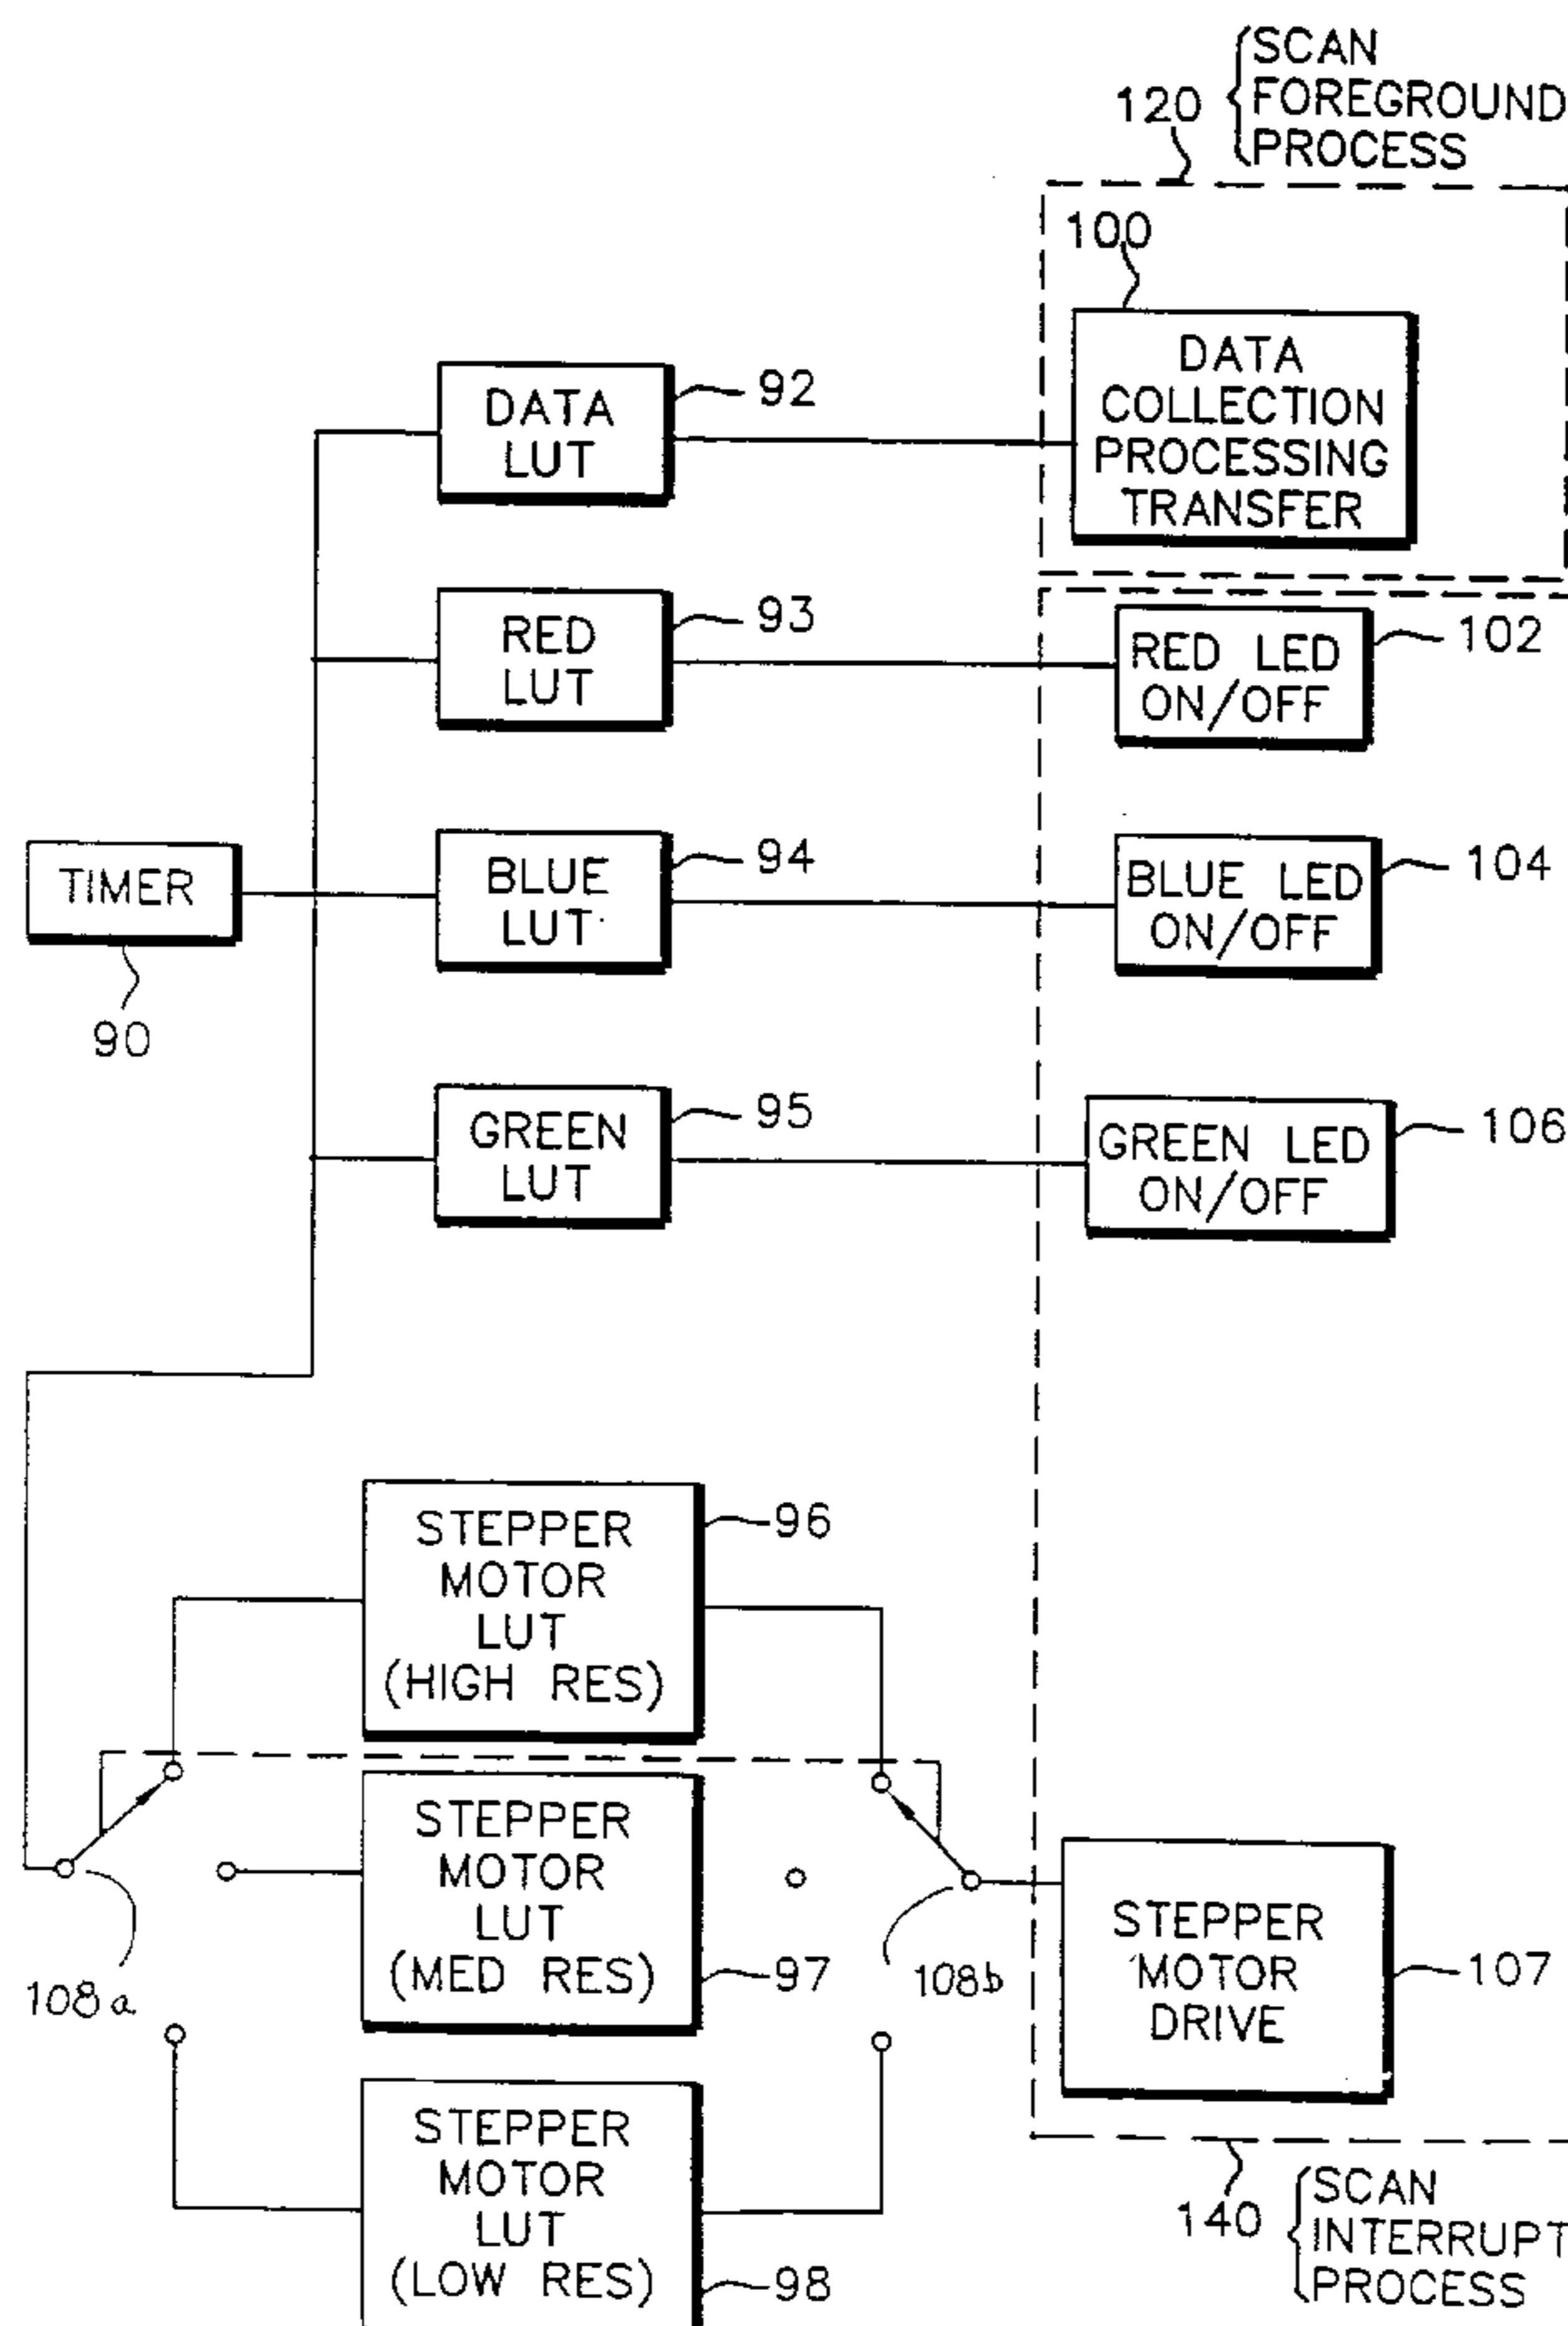 SCAN
120 FOREGROUND
PROCESS
100
DATA
COLLECTION
PROCESSING
TRANSFER
DATA
LUT
92
RED
LUT
93
RED LED
ON/OFF
102
TIMER
90
BLUE
LUT
94
BLUE LED
ON/OFF
104
GREEN
LUT
95
GREEN LED
ON/OFF
106
STEPPER
MOTOR
LUT
(HIGH RES)
96
STEPPER
MOTOR
LUT
(MED RES)
97
108a
108b
STEPPER
MOTOR
DRIVE
107
STEPPER
MOTOR
LUT
(LOW RES)
98
SCAN
140 INTERRUPT
PROCESS